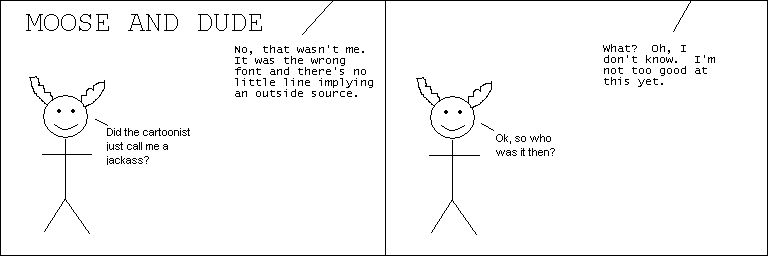 MOOSE AND DUDE
Did the cartoonist
just call me a
jackass?
No, that wasn't me.
It was the wrong
font and there's no
little line implying
an outside source.
Ok, so who
was it then?
What?  Oh, I
don't know.  I'm
not too good at
this yet.